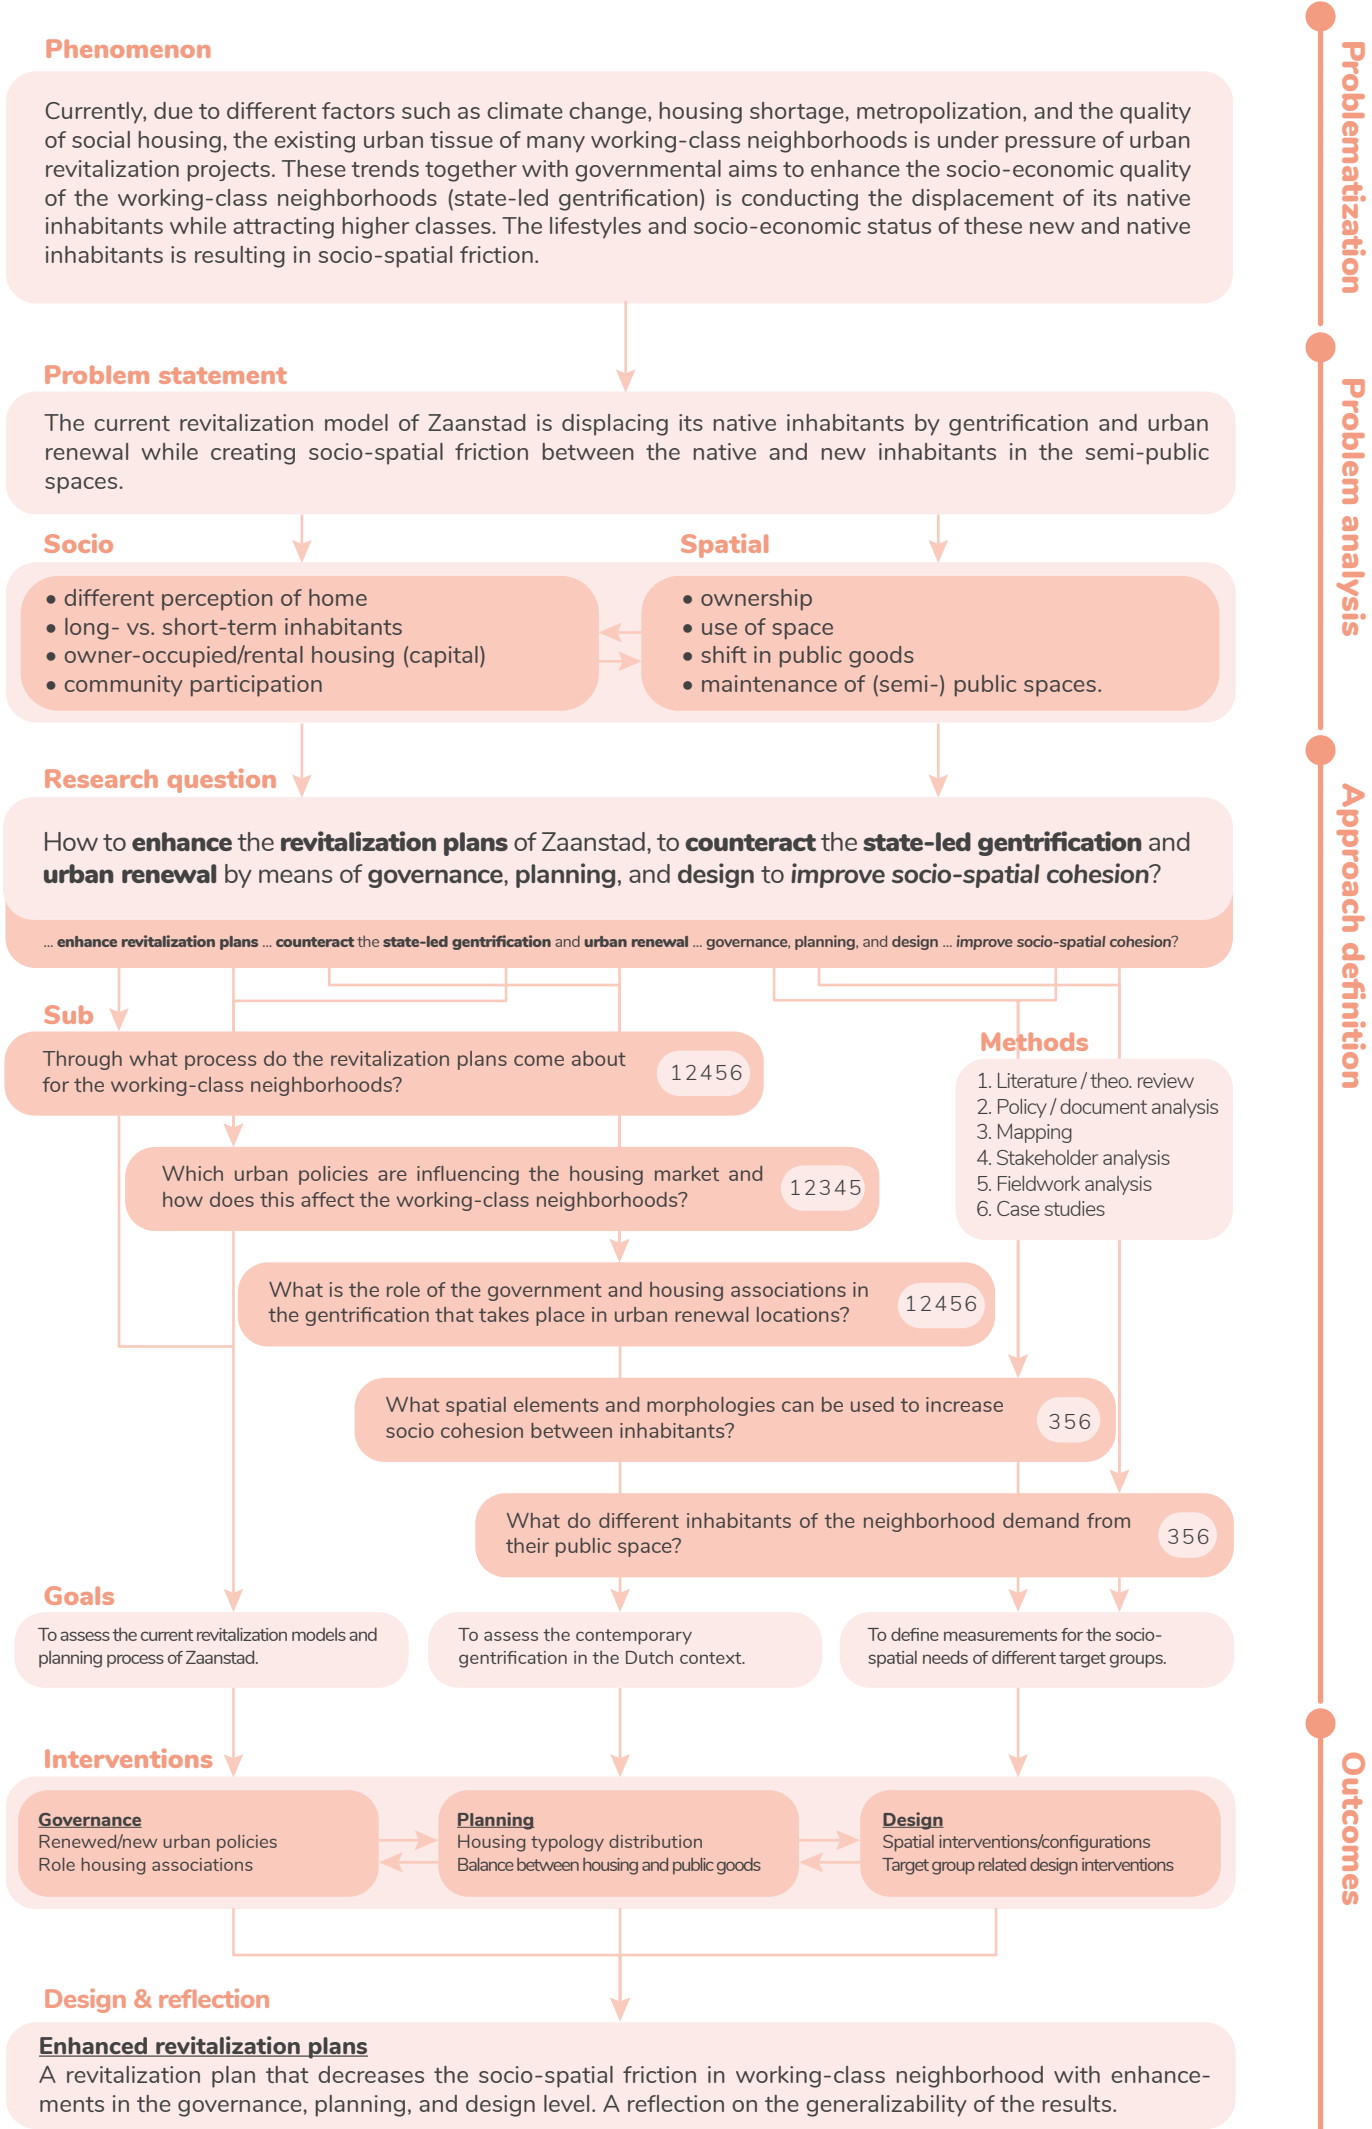 Phenomenon
Currently, due to different factors such as climate change, housing shortage, metropolization, and the quality
of social housing, the existing urban tissue of many working-class neighborhoods is under pressure of urban
revitalization projects. These trends together with governmental aims to enhance the socio-economic quality
of the working-class neighborhoods (state-led gentrification) is conducting the displacement of its native
inhabitants while attracting higher classes. The lifestyles and socio-economic status of these new and native
inhabitants is resulting in socio-spatial friction.
Problematization
Problem statement
The current revitalization model of Zaanstad is displacing its native inhabitants by gentrification and urban
renewal while creating socio-spatial friction between the native and new inhabitants in the semi-public
spaces.
Problem analysis
Socio
• different perception of home
• long- vs. short-term inhabitants
• owner-occupied/rental housing (capital)
• community participation
Spatial
• ownership
• use of space
• shift in public goods
• maintenance of (semi-) public spaces.
Research question
How to enhance the revitalization plans of Zaanstad, to counteract the state-led gentrification and
urban renewal by means of governance, planning, and design to improve socio-spatial cohesion?
... enhance revitalization plans ... counteract the state-led gentrification and urban renewal ... governance, planning, and design ... improve socio-spatial cohesion?
Approach definition
Sub
Through what process do the revitalization plans come about
for the working-class neighborhoods?
12456
Methods
1. Literature / theo. review
2. Policy / document analysis
3. Mapping
4. Stakeholder analysis
5. Fieldwork analysis
6. Case studies
Which urban policies are influencing the housing market and
how does this affect the working-class neighborhoods?
12345
What is the role of the government and housing associations in
the gentrification that takes place in urban renewal locations?
12456
What spatial elements and morphologies can be used to increase
socio cohesion between inhabitants?
356
What do different inhabitants of the neighborhood demand from
their public space?
356
Goals
To assess the current revitalization models and
planning process of Zaanstad.
To assess the contemporary
gentrification in the Dutch context.
To define measurements for the socio-
spatial needs of different target groups.
Outcomes
Interventions
Governance
Renewed/new urban policies
Role housing associations
Planning
Housing typology distribution
Balance between housing and public goods
Design
Spatial interventions/configurations
Target group related design interventions
Design & reflection
Enhanced revitalization plans
A revitalization plan that decreases the socio-spatial friction in working-class neighborhood with enhance-
ments in the governance, planning, and design level. A reflection on the generalizability of the results.